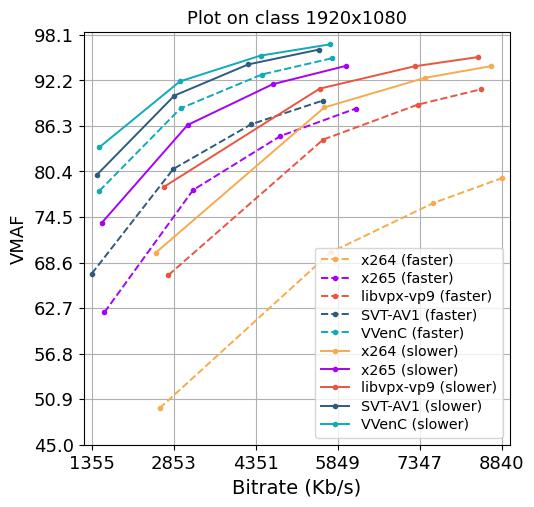 Plot on class 1920x1080
VMAF
98.1
92.2
86.3
80.4
74.5
68.6
62.7
56.8
50.9
45.0
x264 (faster)
x265 (faster)
libvpx-vp9 (faster)
SVT-AV1 (faster)
VVenC (faster)
x264 (slower)
x265 (slower)
libvpx-vp9 (slower)
SVT-AV1 (slower)
VVenC (slower)
1355 2853 4351 5849 7347 8840
Bitrate (Kb/s)